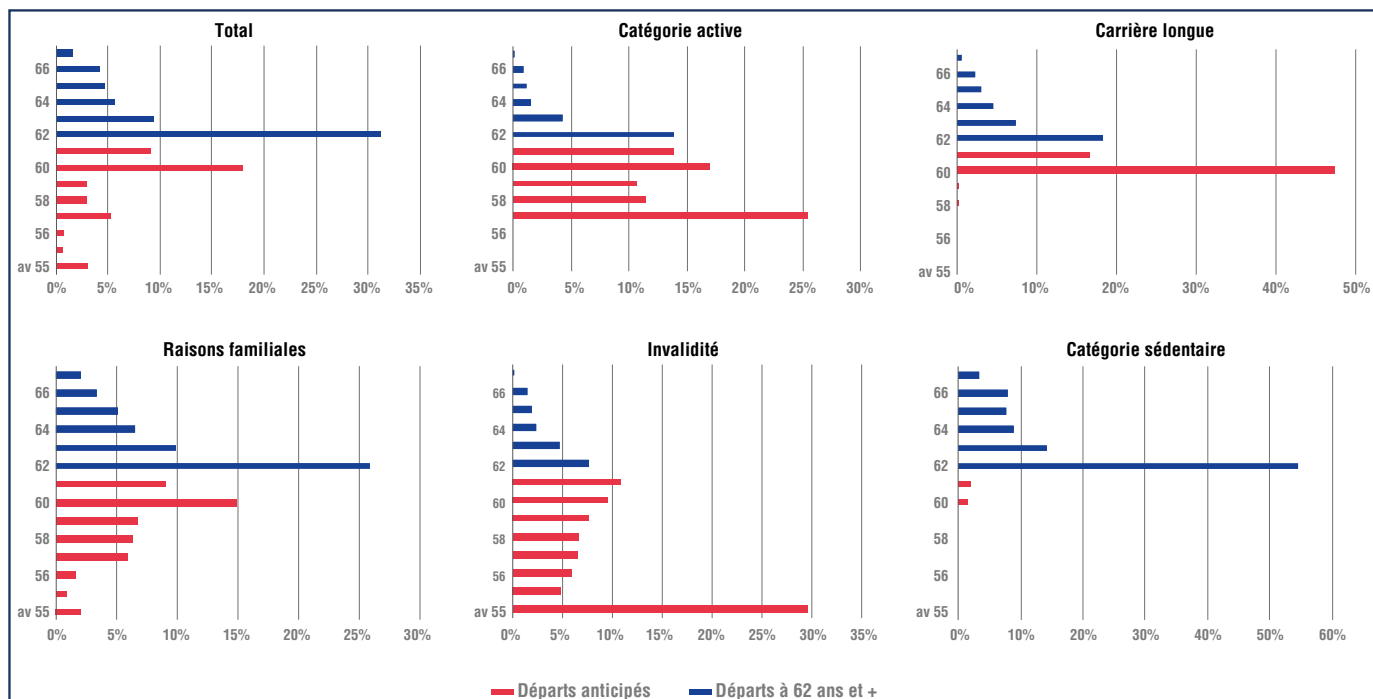 Total
66
64
62
60
58
56
av 55
0% 5% 10% 15% 20% 25% 30% 35%
Catégorie active
66
64
62
60
58
56
av 55
0% 5% 10% 15% 20% 25% 30%
Carrière longue
66
64
62
60
58
56
av 55
0% 10% 20% 30% 40% 50%
Raisons familiales
66
64
62
60
58
56
av 55
0% 5% 10% 15% 20% 25% 30%
Invalidité
66
64
62
60
58
56
av 55
0% 5% 10% 15% 20% 25% 30% 35%
Catégorie sédentaire
66
64
62
60
58
56
av 55
0% 10% 20% 30% 40% 50% 60%
Départs anticipés Départs à 62 ans et +